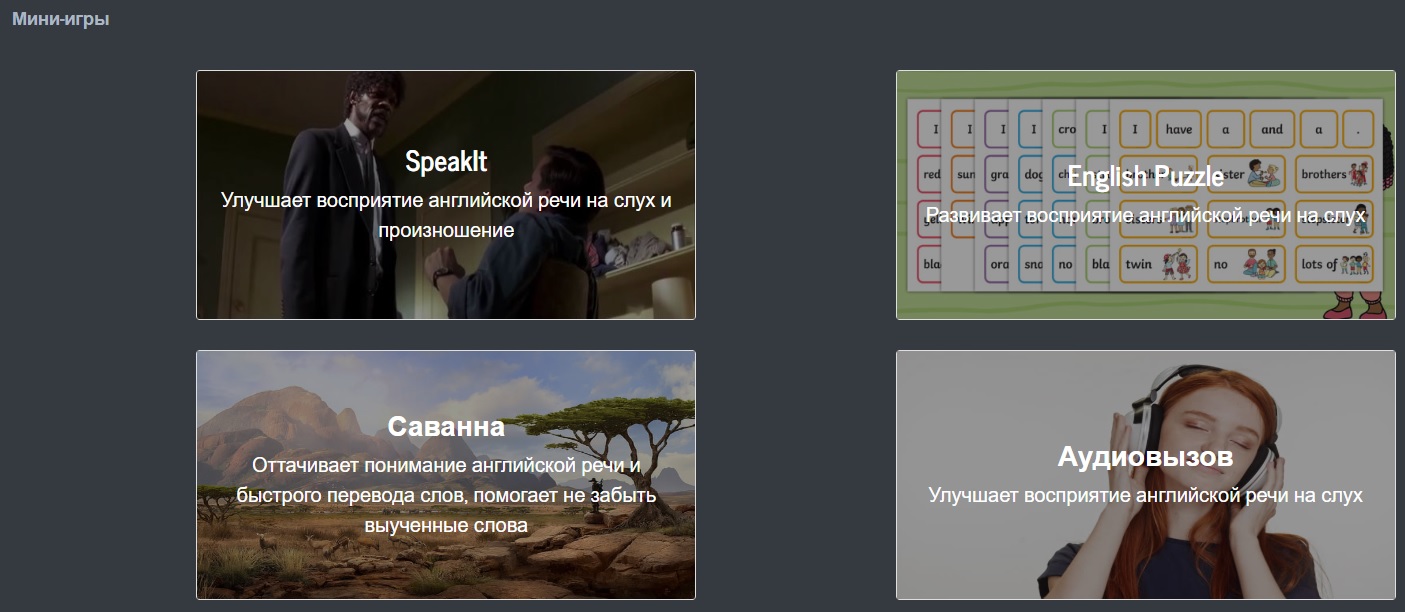 Мини-игры
SpeakIt
Улучшает восприятие английской речи на слух и
произношение
English Puzzle
Развивает восприятие английской речи на слух
I I I I cro I I have a and a .
red sun gra dog sister brothers
bla ora sna no bla twin no lots of
Саванна
Оттачивает понимание английской речи и
быстрого перевода слов, помогает не забыть
выученные слова
Аудиовызов
Улучшает восприятие английской речи на слух